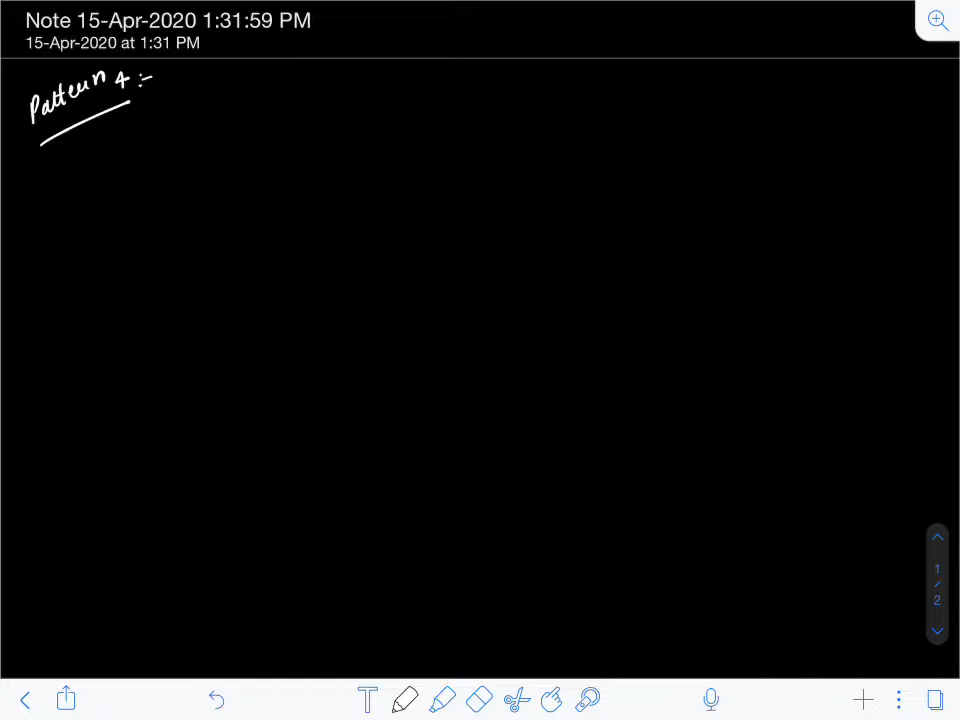 Note 15-Apr-2020 1:31:59 PM
15-Apr-2020 at 1:31 PM
Pattern 4 :-
1
/
2
T